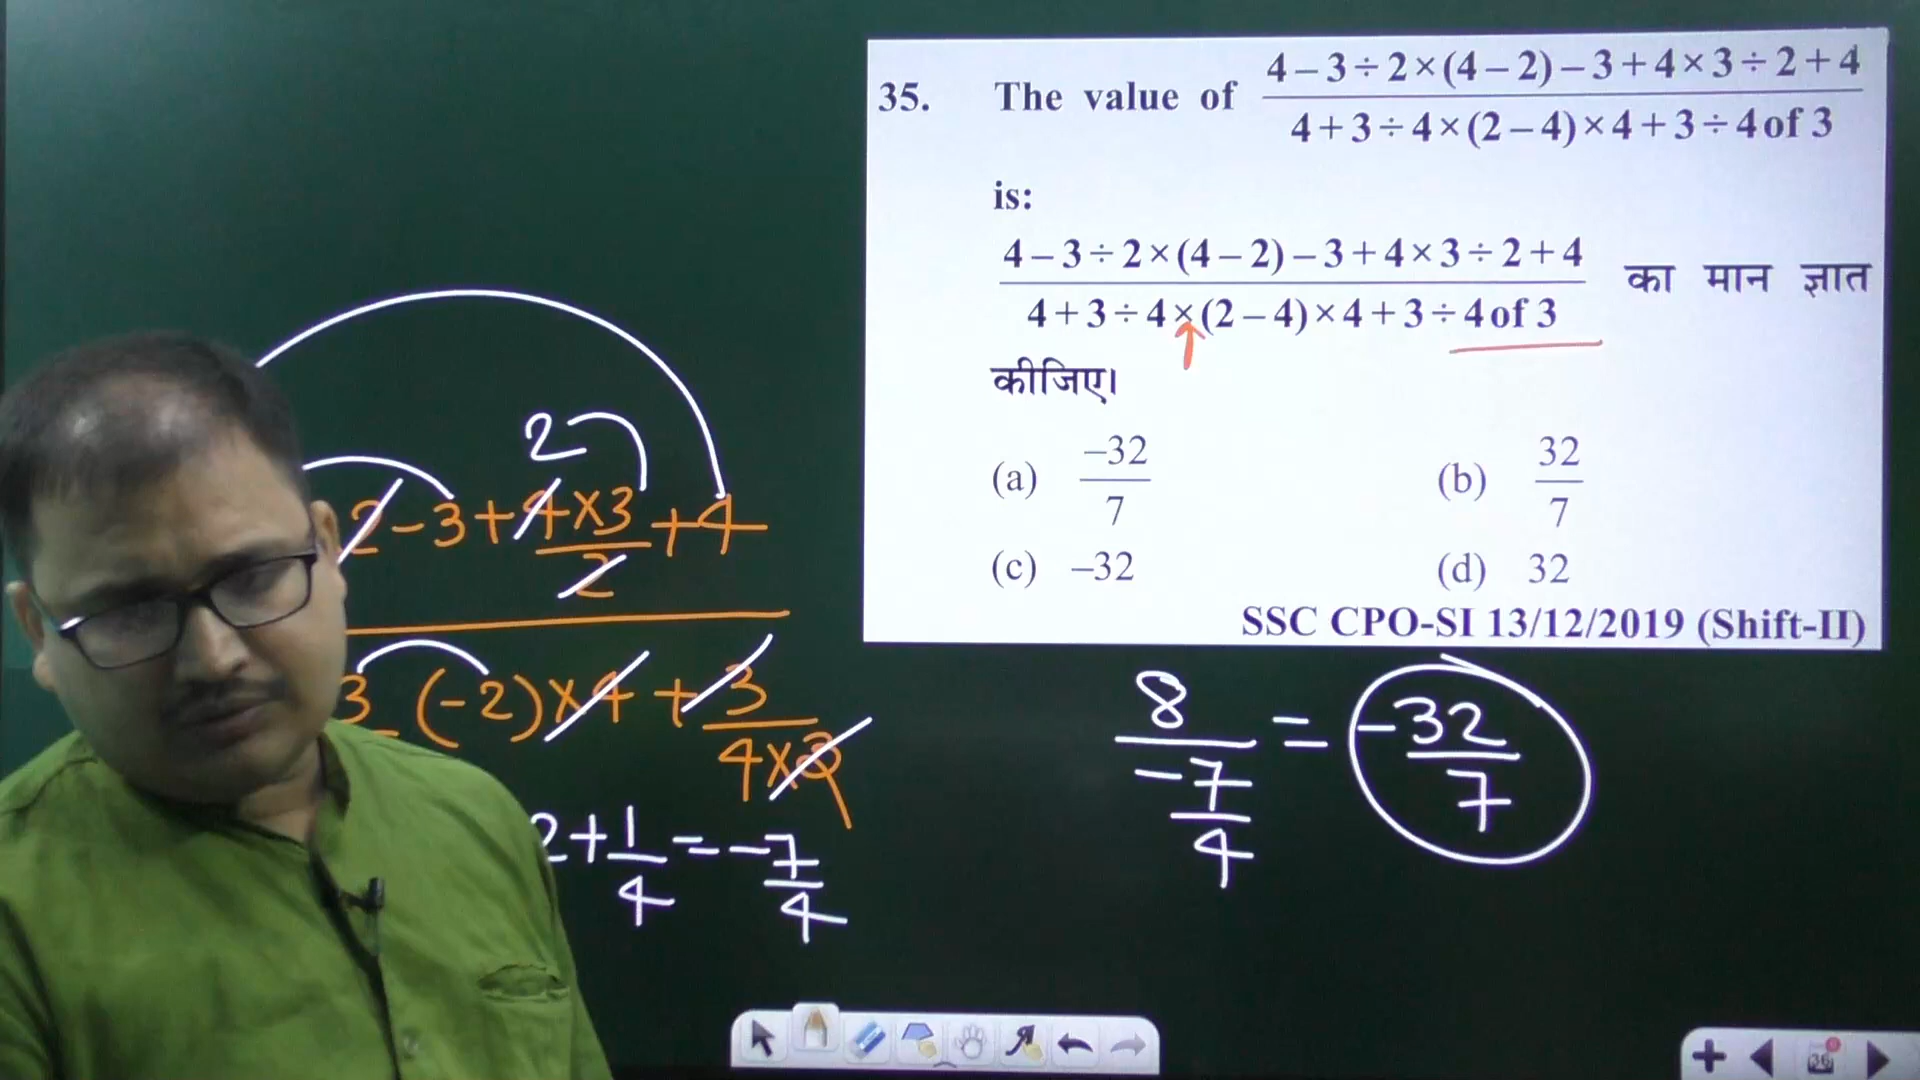 35. The value of (4−3÷2×(4−2)−3+4×3÷2+4)/(4+3÷4×(2−4)×4+3÷4of 3)
is:
(4−3÷2×(4−2)−3+4×3÷2+4)/(4+3÷4×(2−4)×4+3÷4of 3) का मान ज्ञात
कीजिए।
(a) −32/7 (b) 32/7
(c) −32 (d) 32
SSC CPO-SI 13/12/2019 (Shift-II)
2
2−3+4×3/2+4
3 (−2)×4+3/4×3
2+1/4=−7/4
8/(−7/4) = −32/7
36